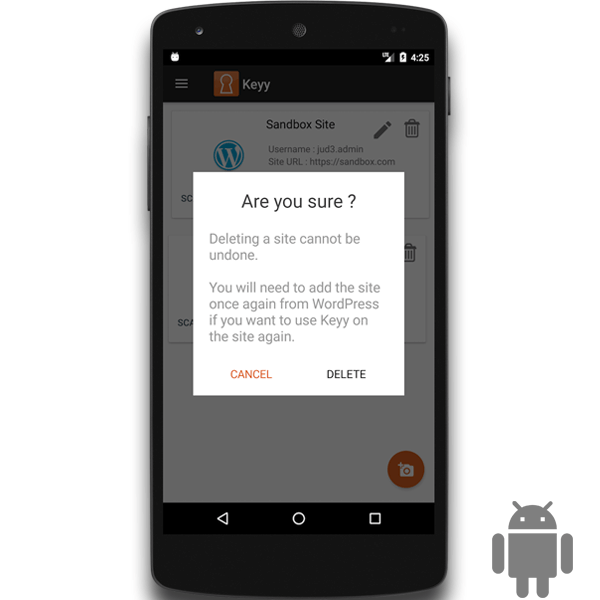 LTE 4:25
Keyy
Sandbox Site
Username : jud3.admin
Site URL : https://sandbox.com
Are you sure ?
Deleting a site cannot be
undone.
You will need to add the site
once again from WordPress
if you want to use Keyy on
the site again.
CANCEL
DELETE